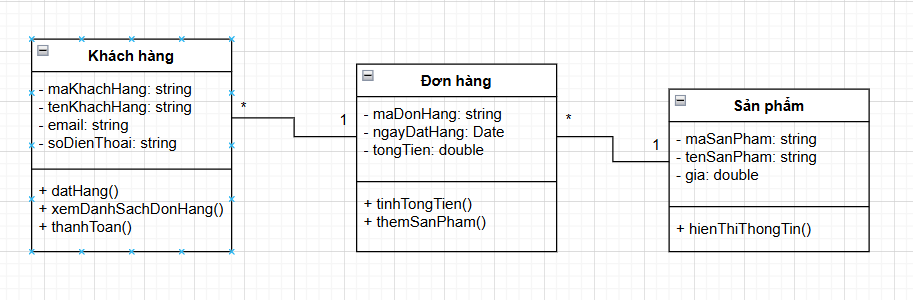 Khách hàng
- maKhachHang: string
- tenKhachHang: string
- email: string
- soDienThoai: string
+ datHang()
+ xemDanhSachDonHang()
+ thanhToan()
*
1
Đơn hàng
- maDonHang: string
- ngayDatHang: Date
- tongTien: double
+ tinhTongTien()
+ themSanPham()
*
1
Sản phẩm
- maSanPham: string
- tenSanPham: string
- gia: double
+ hienThiThongTin()